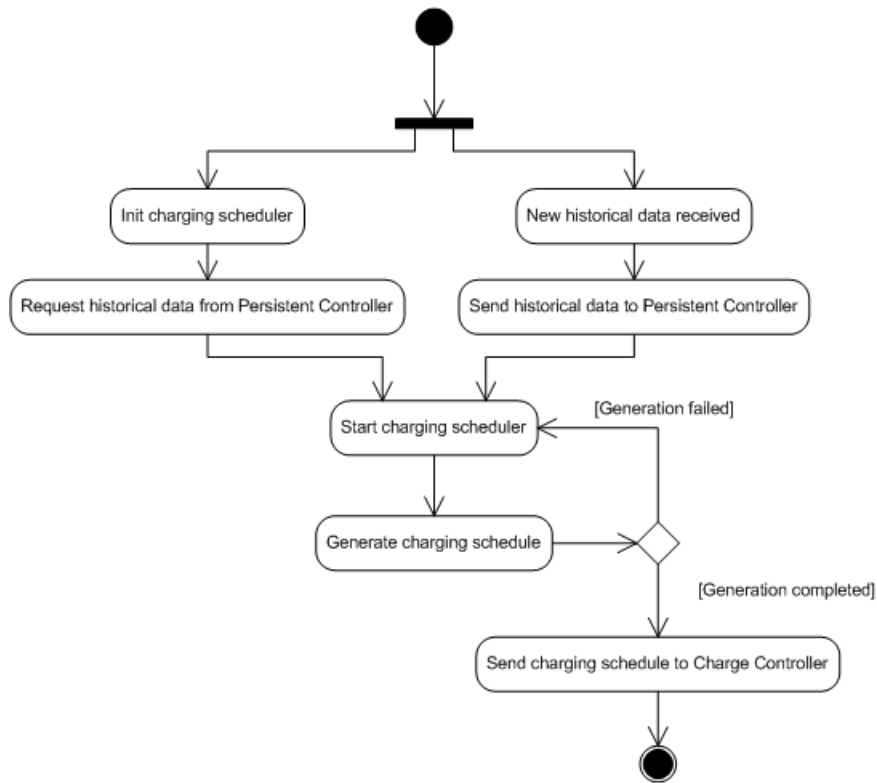 Init charging scheduler
New historical data received
Request historical data from Persistent Controller
Send historical data to Persistent Controller
Start charging scheduler
[Generation failed]
Generate charging schedule
[Generation completed]
Send charging schedule to Charge Controller